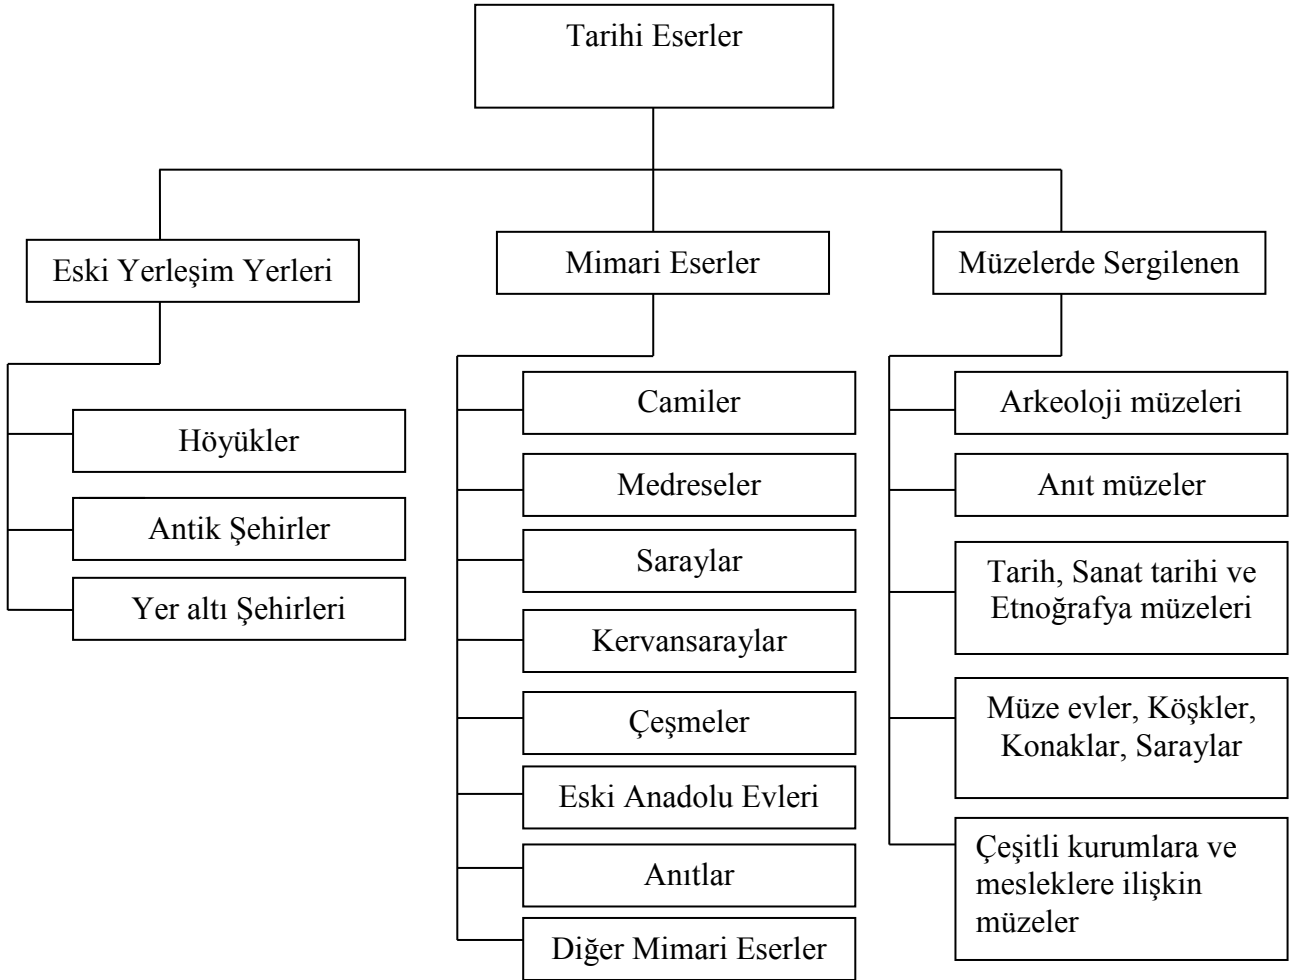 Tarihi Eserler
Eski Yerleşim Yerleri
Höyükler
Antik Şehirler
Yer altı Şehirleri
Mimari Eserler
Camiler
Medreseler
Saraylar
Kervansaraylar
Çeşmeler
Eski Anadolu Evleri
Anıtlar
Diğer Mimari Eserler
Müzelerde Sergilenen
Arkeoloji müzeleri
Anıt müzeler
Tarih, Sanat tarihi ve
Etnoğrafya müzeleri
Müze evler, Köşkler,
Konaklar, Saraylar
Çeşitli kurumlara ve
mesleklere ilişkin
müzeler